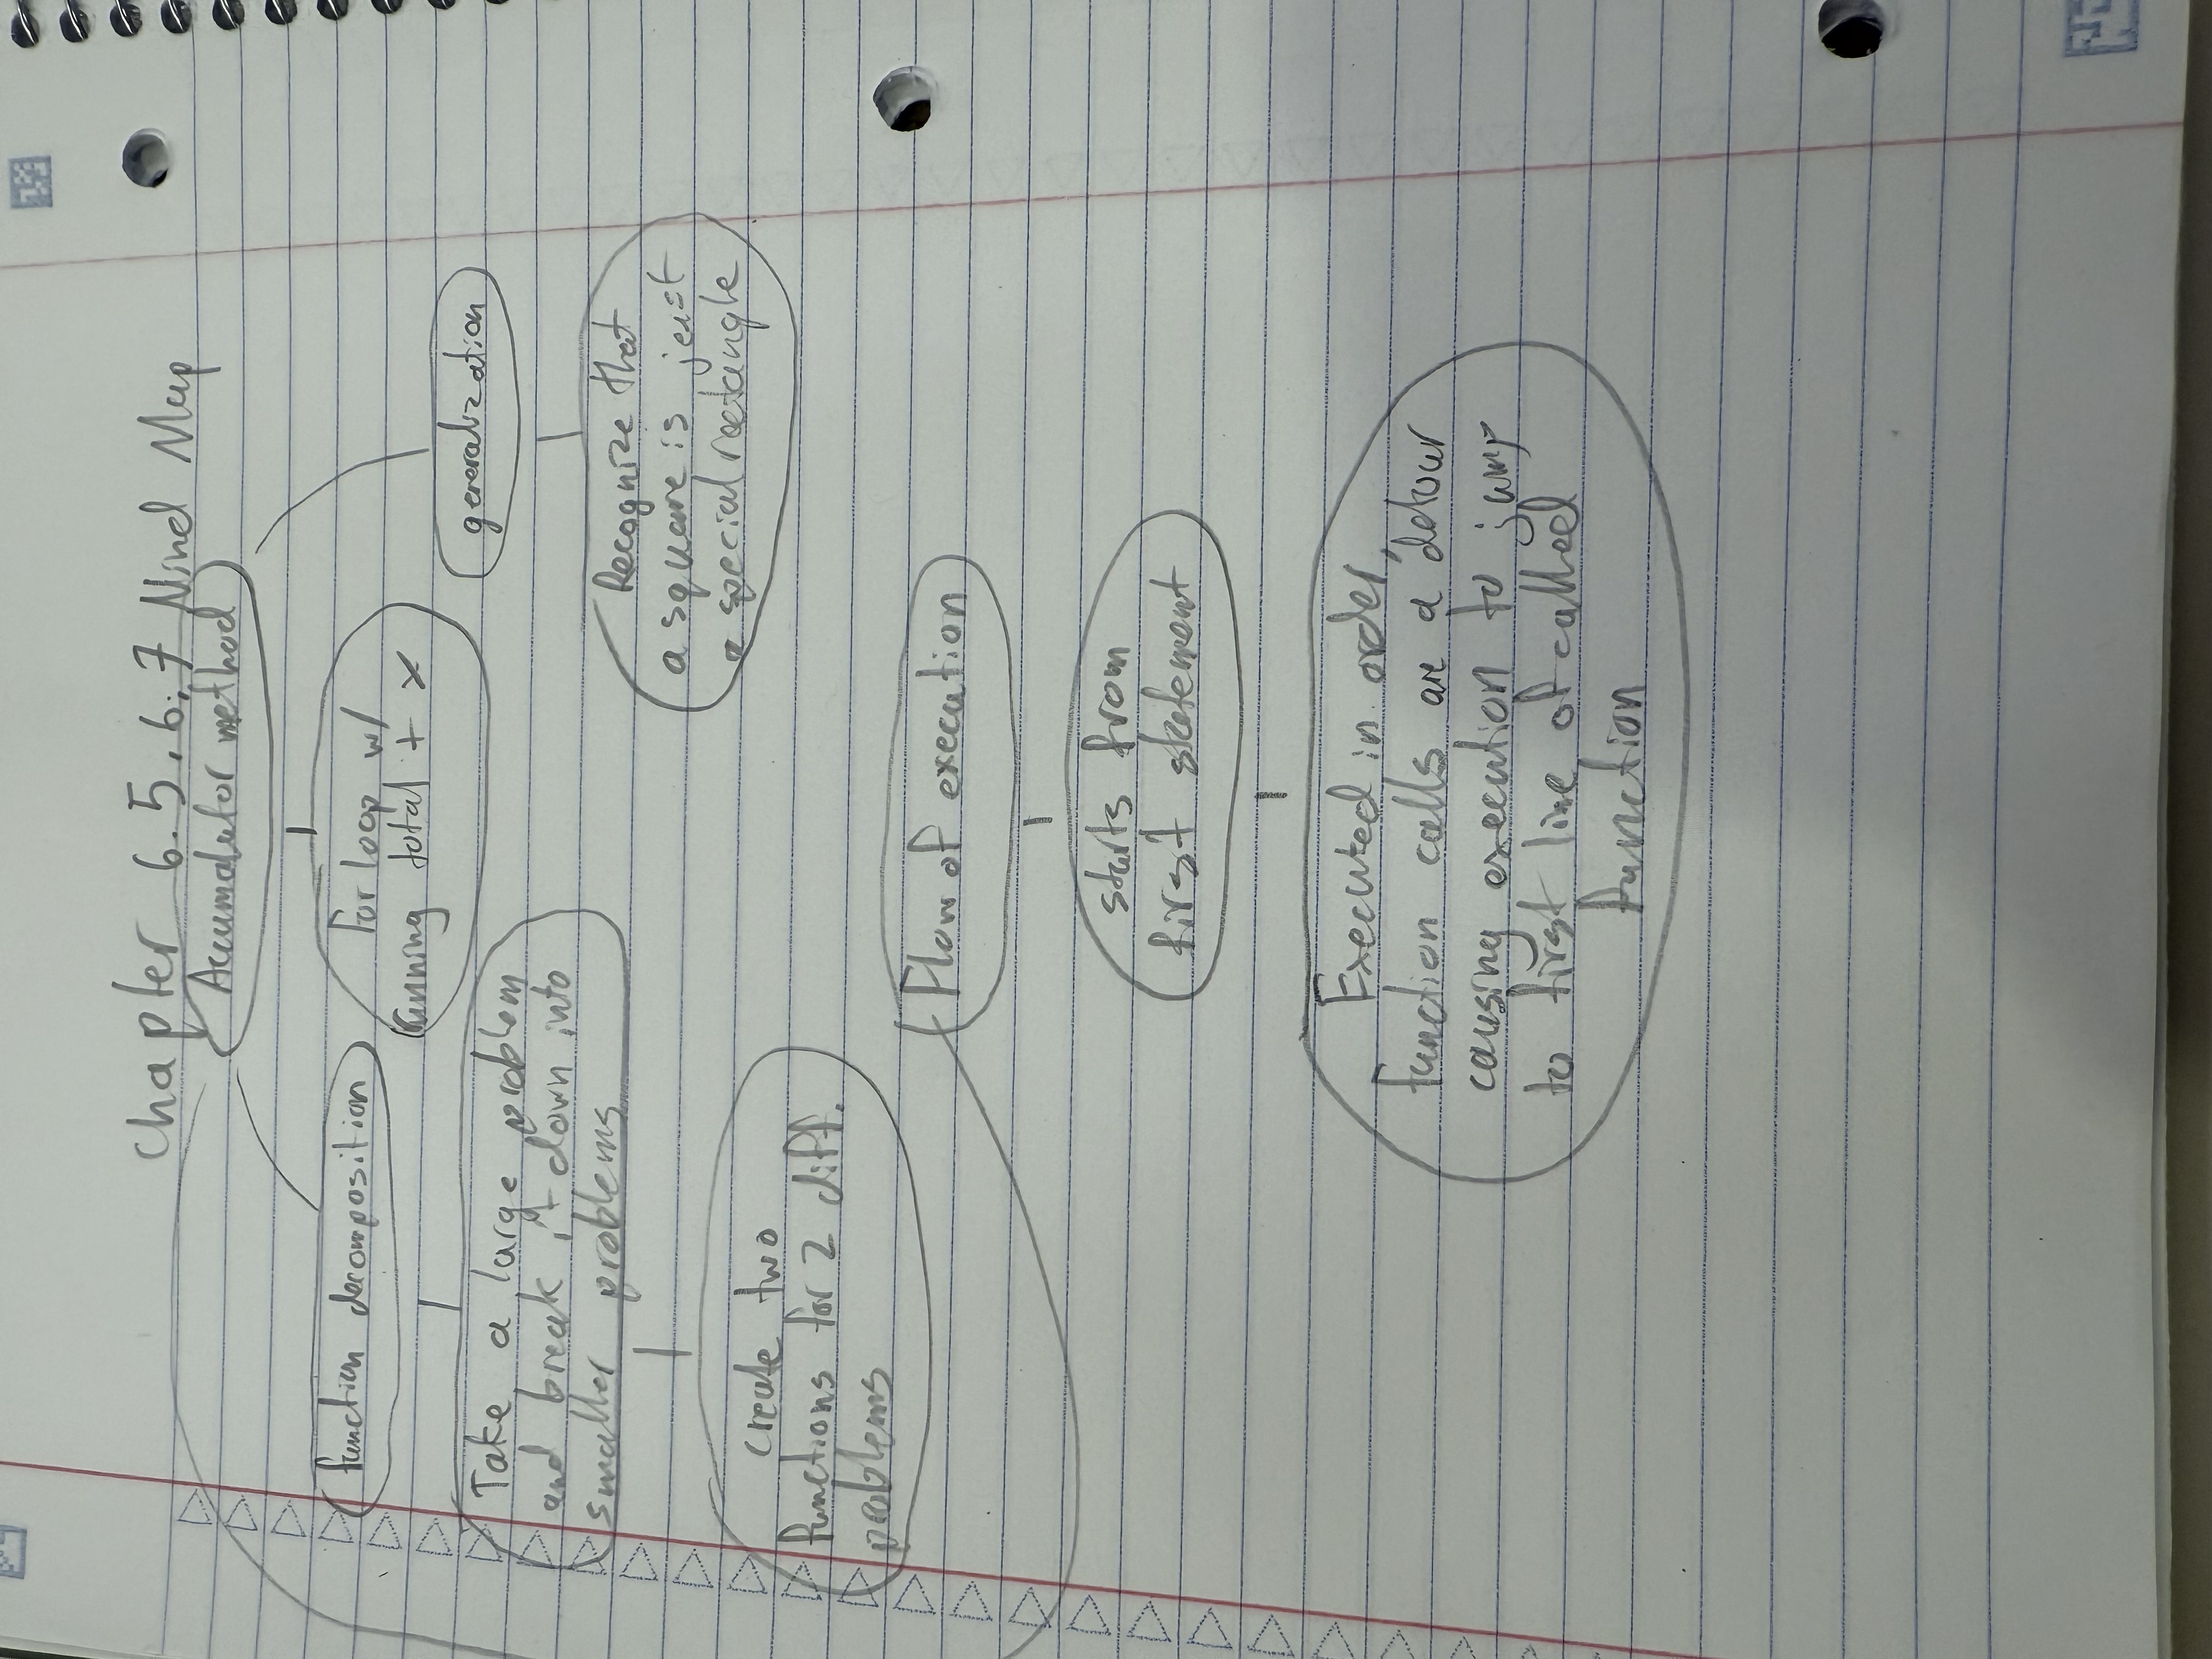 Chapter 6.5, 6.7 Mind Map
Accumulator method
function decomposition
For loop w/
running total + x
generalization
Take a large problem
and break it down into
smaller problems
Recognize that
a square is just
a special rectangle
create two
functions for 2 diff.
problems
Flow of execution
starts from
first statement
Executed in order,
function calls are a detour
causing execution to jump
to first line of called
function